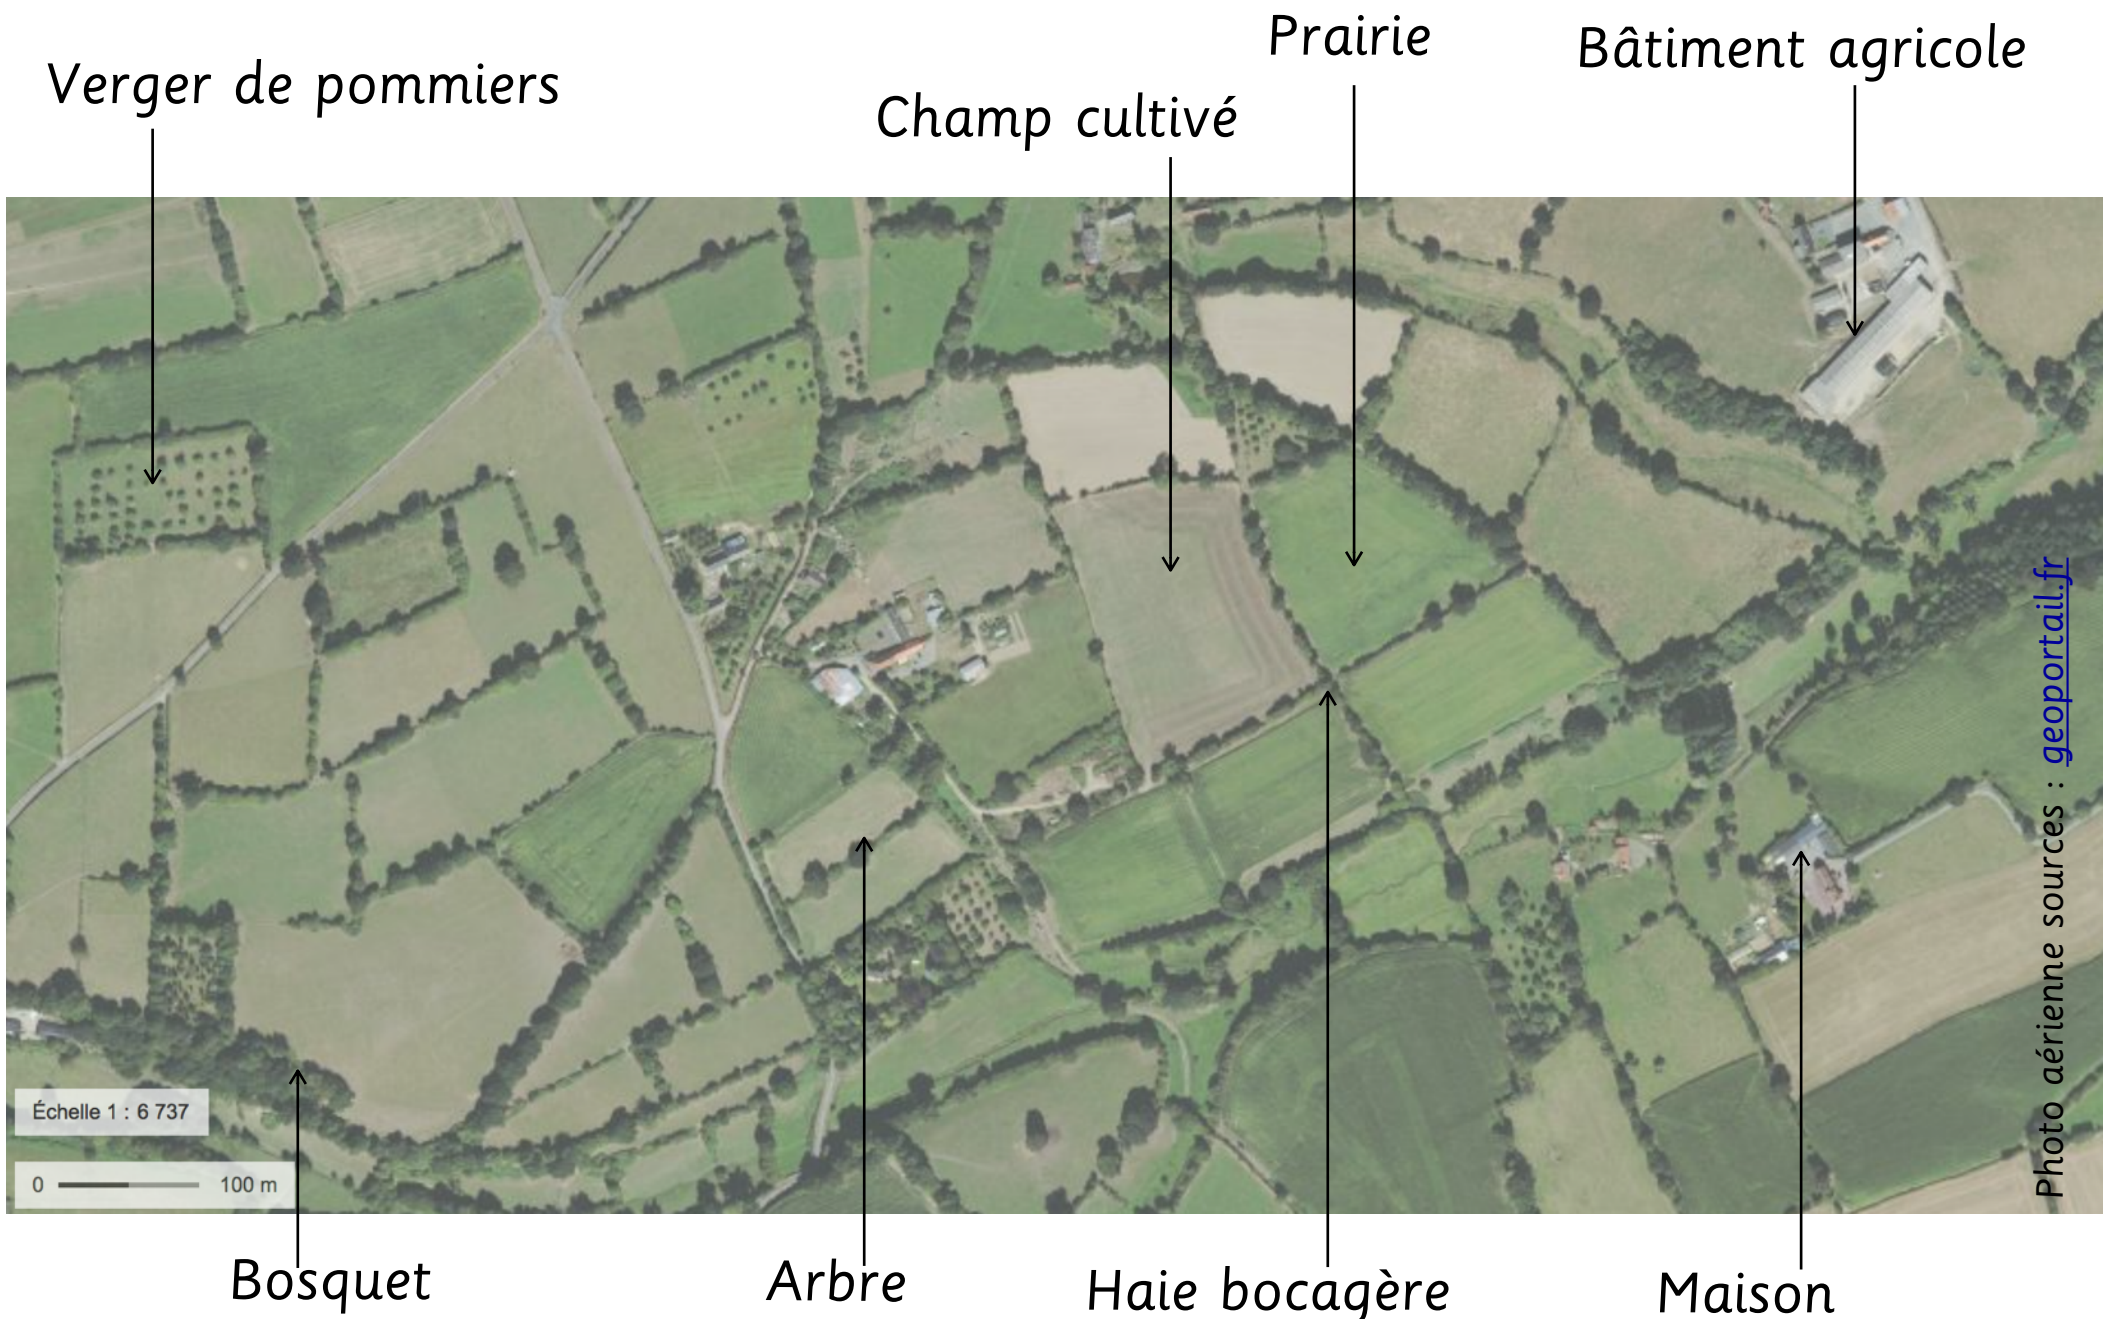 Prairie
Bâtiment agricole
Verger de pommiers
Champ cultivé
Photo aérienne sources : geoportail.fr
Échelle 1 : 6 737
0 100 m
Bosquet
Arbre
Haie bocagère
Maison